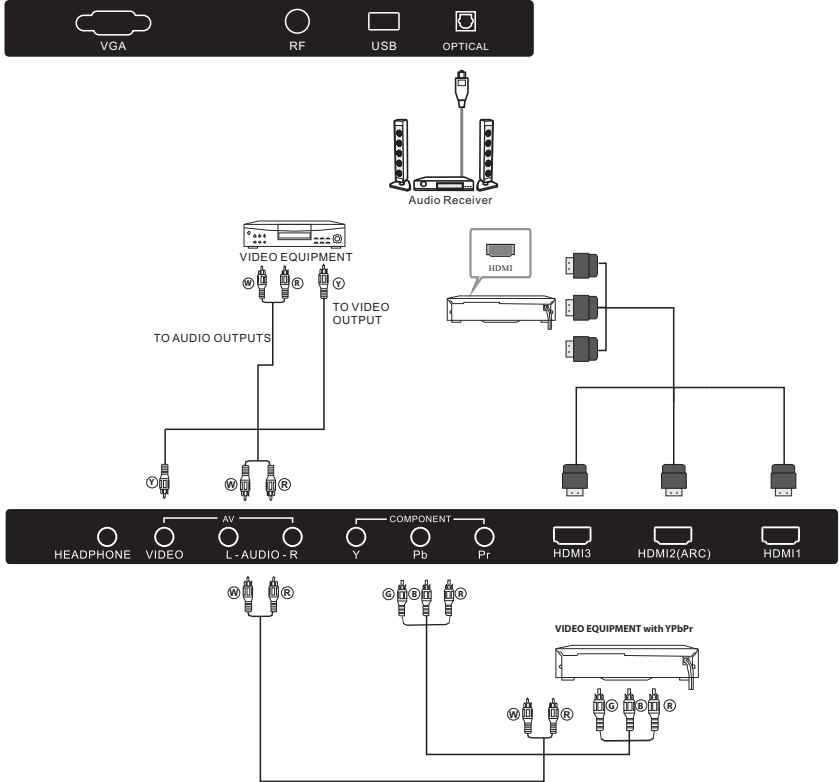 VGA RF USB OPTICAL
Audio Receiver
VIDEO EQUIPMENT
HDMI
W R Y
TO VIDEO
OUTPUT
TO AUDIO OUTPUTS
Y W R
AV COMPONENT
HEADPHONE VIDEO L - AUDIO - R Y Pb Pr HDMI3 HDMI2(ARC) HDMI1
W R G B R
VIDEO EQUIPMENT with YPbPr
W R G B R